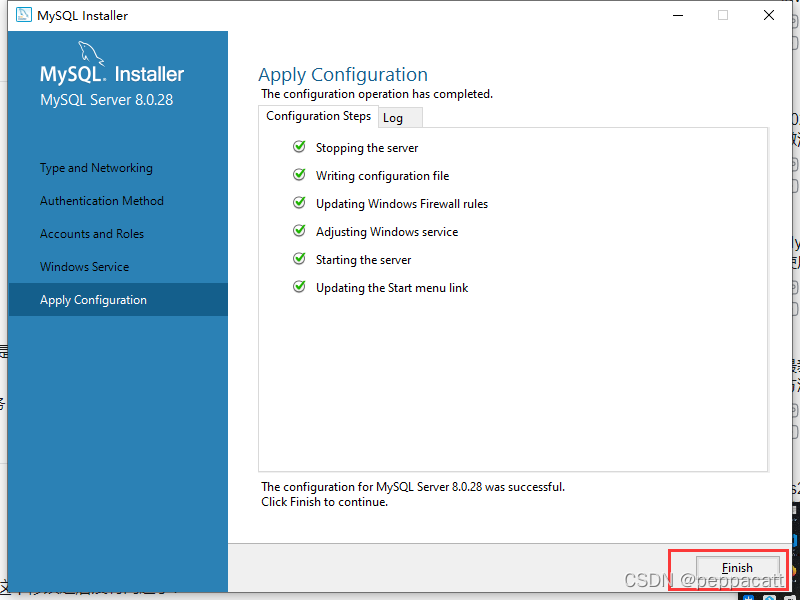 MySQL Installer
MySQL. Installer
MySQL Server 8.0.28
Type and Networking
Authentication Method
Accounts and Roles
Windows Service
Apply Configuration
Apply Configuration
The configuration operation has completed.
Configuration Steps
Log
Stopping the server
Writing configuration file
Updating Windows Firewall rules
Adjusting Windows service
Starting the server
Updating the Start menu link
The configuration for MySQL Server 8.0.28 was successful.
Click Finish to continue.
Finish
CSDN @peppacatt